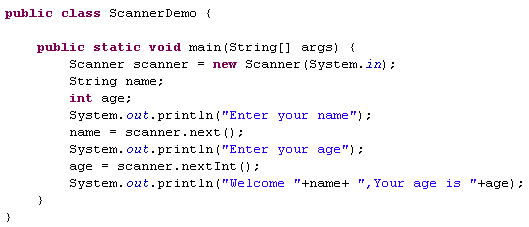 public class ScannerDemo {
public static void main(String[] args) {
Scanner scanner = new Scanner(System.in);
String name;
int age;
System.out.println("Enter your name");
name = scanner.next();
System.out.println("Enter your age");
age = scanner.nextInt();
System.out.println("Welcome "+name+ ",Your age is "+age);
}
}